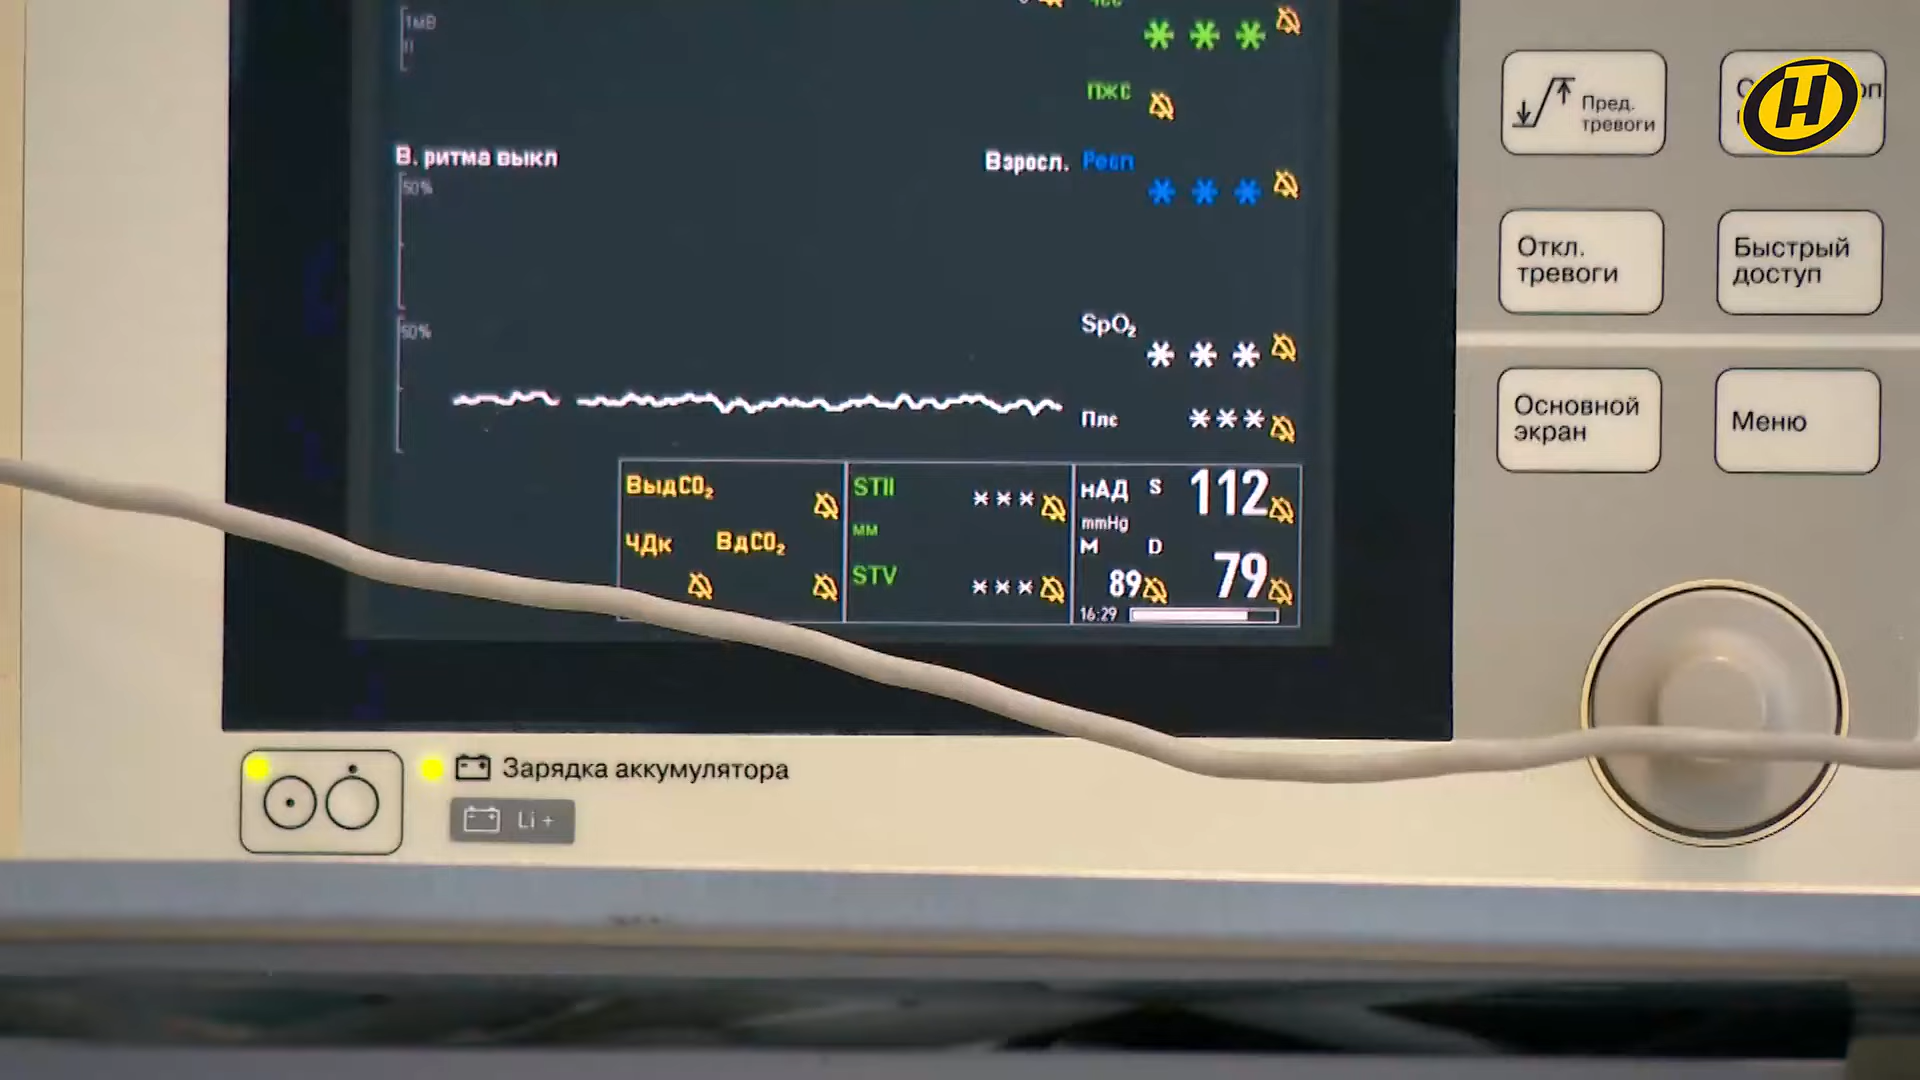 1мВ
II
* * *
ПЖС
В. ритма выкл
Взросл. Респ
50%
* * *
SpO₂
50%
* * *
Плс
* * *
ВыдCO₂
ЧДк ВдCO₂
STII
* * *
мм
STV
* * *
нАД S 112
mmHg
M D
89 79
16:29
Пред.
тревоги
Н
Откл.
тревоги
Быстрый
доступ
Основной
экран
Меню
Зарядка аккумулятора
Li +